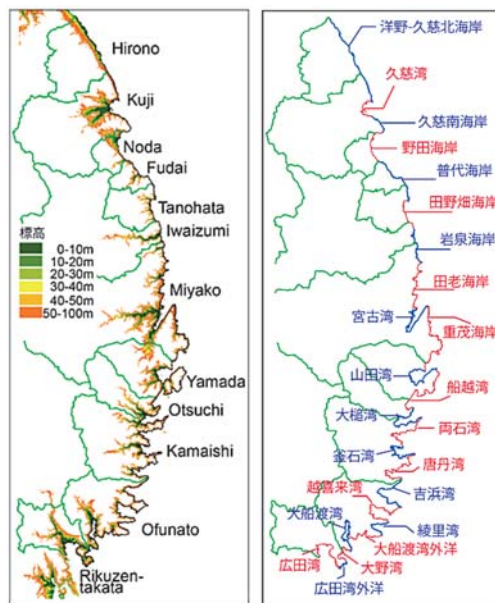 Hirono
Kuji
Noda
Fudai
Tanohata
Iwaizumi
標高
0-10m
10-20m
20-30m
30-40m
40-50m
50-100m
Miyako
Yamada
Otsuchi
Kamaishi
Ofunato
Rikuzen-
takata
洋野-久慈北海岸
久慈湾
久慈南海岸
野田海岸
普代海岸
田野畑海岸
岩泉海岸
田老海岸
宮古湾
重茂海岸
山田湾
船越湾
大槌湾
両石湾
釜石湾
唐丹湾
越喜来湾
吉浜湾
大船渡湾
綾里湾
大船渡湾外洋
広田湾
大野湾
広田湾外洋